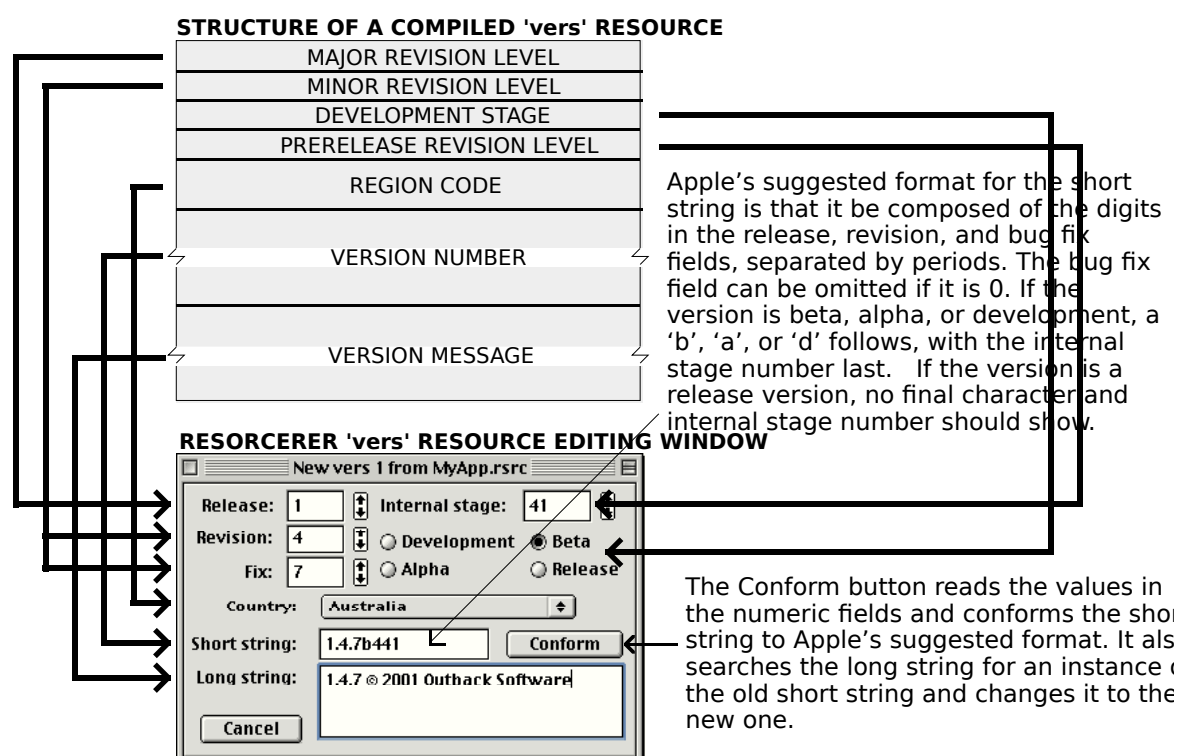 STRUCTURE OF A COMPILED 'vers' RESOURCE
MAJOR REVISION LEVEL
MINOR REVISION LEVEL
DEVELOPMENT STAGE
PRERELEASE REVISION LEVEL
REGION CODE
VERSION NUMBER
VERSION MESSAGE
Apple’s suggested format for the short
string is that it be composed of the digits
in the release, revision, and bug fix
fields, separated by periods. The bug fix
field can be omitted if it is 0. If the
version is beta, alpha, or development, a
‘b’, ‘a’, or ‘d’ follows, with the internal
stage number last. If the version is a
release version, no final character and
internal stage number should show.
RESORCERER 'vers' RESOURCE EDITING WINDOW
New vers 1 from MyApp.rsrc
Release: 1 Internal stage: 41
Revision: 4 Development Beta
Fix: 7 Alpha Release
Country: Australia
Short string: 1.4.7b441 Conform
Long string: 1.4.7 © 2001 Outback Software
Cancel
The Conform button reads the values in
the numeric fields and conforms the shor
string to Apple’s suggested format. It als
searches the long string for an instance
the old short string and changes it to the
new one.